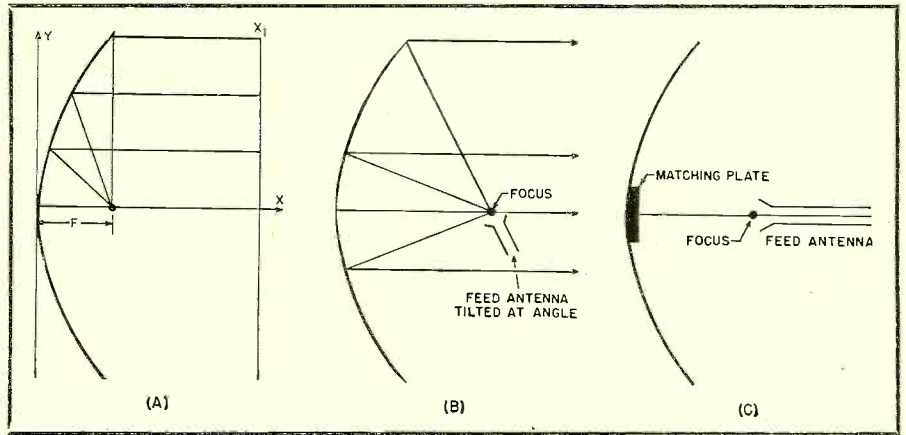 Y
X1
X
F
(A)
FOCUS
FEED ANTENNA
TILTED AT ANGLE
(B)
MATCHING PLATE
FOCUS
FEED ANTENNA
(C)